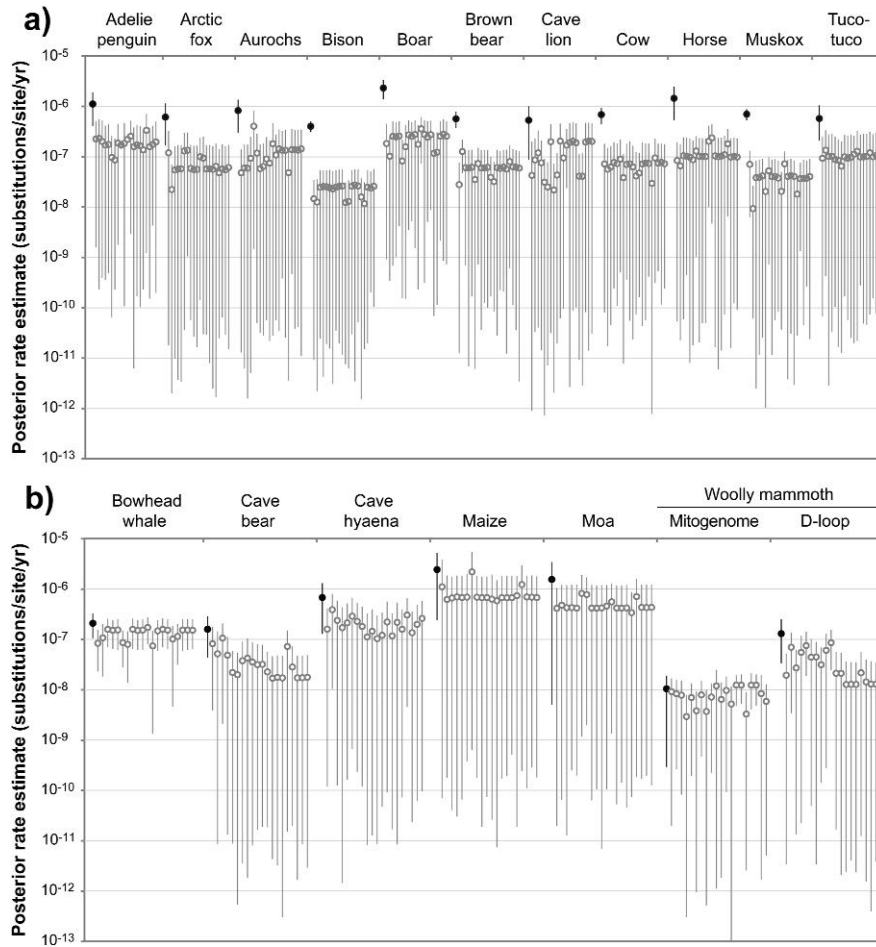 a)
Adelie penguin
Arctic fox
Aurochs
Bison
Boar
Brown bear
Cave lion
Cow
Horse
Muskox
Tuco-tuco
Posterior rate estimate (substitutions/site/yr)
10-5
10-6
10-7
10-8
10-9
10-10
10-11
10-12
10-13
b)
Bowhead whale
Cave bear
Cave hyaena
Maize
Moa
Woolly mammoth
Mitogenome
D-loop
Posterior rate estimate (substitutions/site/yr)
10-5
10-6
10-7
10-8
10-9
10-10
10-11
10-12
10-13